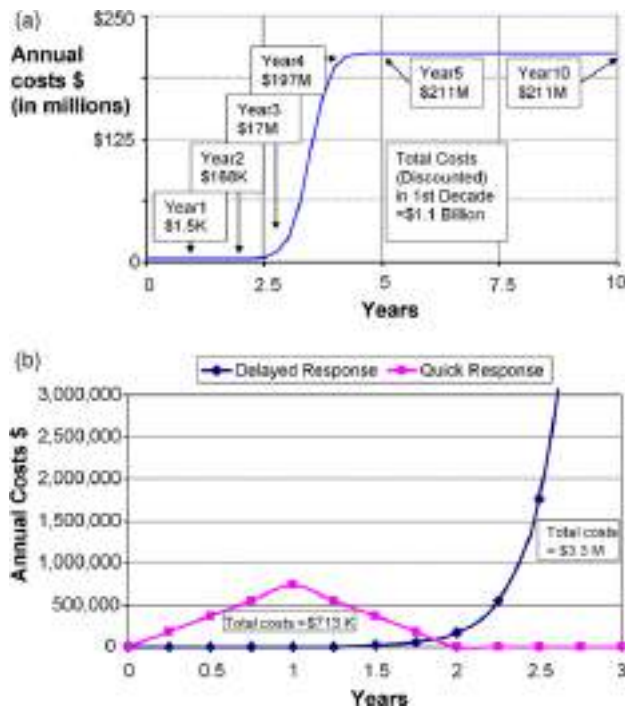 (a)
$250
Annual
costs $
(in millions)
Year4
$197M
Year5
$211M
Year10
$211M
Year3
$17M
$125
Year2
$168K
Total Costs
(Discounted)
in 1st Decade
=$1.1 Billion
Year1
$1.5K
0
0 2.5 5 7.5 10
Years
(b)
Delayed Response Quick Response
3,000,000
2,500,000
2,000,000
1,500,000
1,000,000
500,000
0
Annual Costs $
Total costs
= $3.3 M
Total costs = $713 K
0 0.5 1 1.5 2 2.5 3
Years